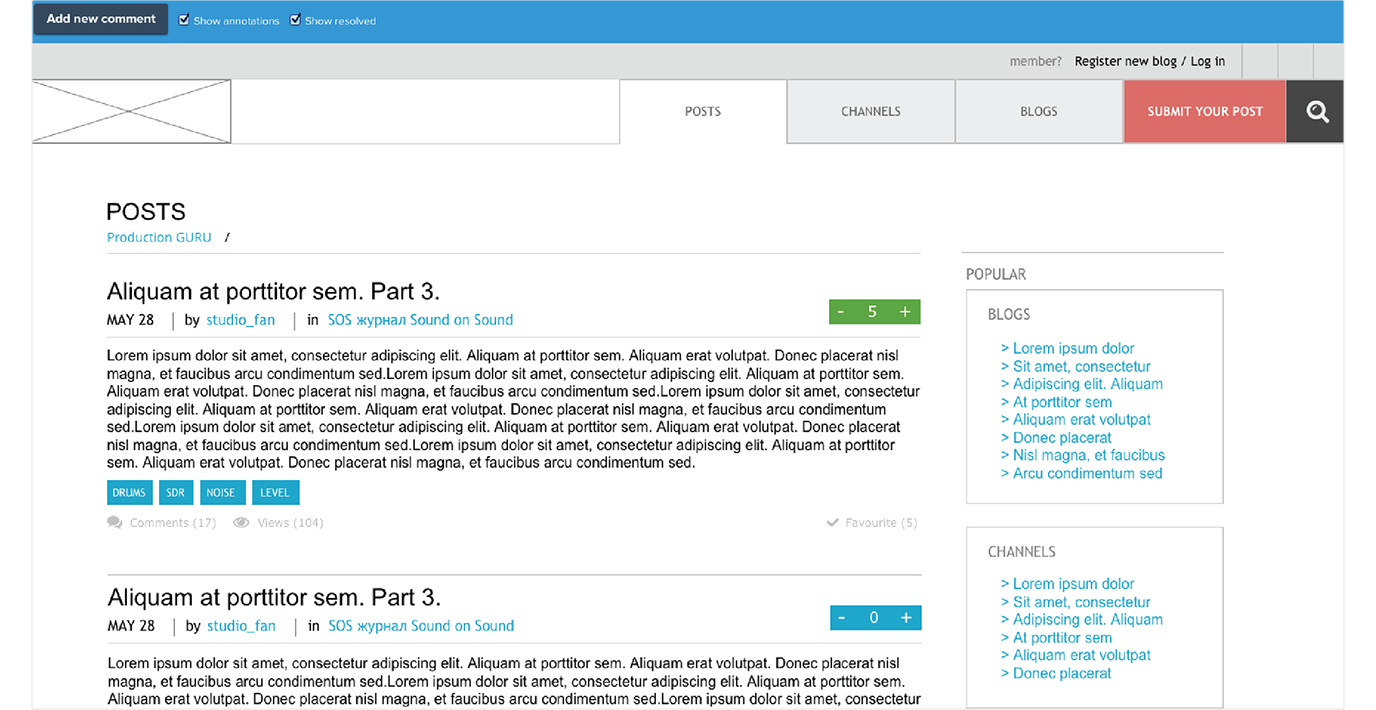 Add new comment
Show annotations
Show resolved
member? Register new blog / Log in
POSTS
CHANNELS
BLOGS
SUBMIT YOUR POST
POSTS
Production GURU /
Aliquam at porttitor sem. Part 3.
MAY 28 | by studio_fan | in SOS журнал Sound on Sound
- 5 +
Lorem ipsum dolor sit amet, consectetur adipiscing elit. Aliquam at porttitor sem. Aliquam erat volutpat. Donec placerat nisl
magna, et faucibus arcu condimentum sed.Lorem ipsum dolor sit amet, consectetur adipiscing elit. Aliquam at porttitor sem.
Aliquam erat volutpat. Donec placerat nisl magna, et faucibus arcu condimentum sed.Lorem ipsum dolor sit amet, consectetur
adipiscing elit. Aliquam at porttitor sem. Aliquam erat volutpat. Donec placerat nisl magna, et faucibus arcu condimentum
sed.Lorem ipsum dolor sit amet, consectetur adipiscing elit. Aliquam at porttitor sem. Aliquam erat volutpat. Donec placerat
nisl magna, et faucibus arcu condimentum sed.Lorem ipsum dolor sit amet, consectetur adipiscing elit. Aliquam at porttitor
sem. Aliquam erat volutpat. Donec placerat nisl magna, et faucibus arcu condimentum sed.
DRUMS SDR NOISE LEVEL
Comments (17) Views (104) Favourite (5)
Aliquam at porttitor sem. Part 3.
MAY 28 | by studio_fan | in SOS журнал Sound on Sound
- 0 +
Lorem ipsum dolor sit amet, consectetur adipiscing elit. Aliquam at porttitor sem. Aliquam erat volutpat. Donec placerat nisl
magna, et faucibus arcu condimentum sed.Lorem ipsum dolor sit amet, consectetur adipiscing elit. Aliquam at porttitor sem.
Aliquam erat volutpat. Donec placerat nisl magna, et faucibus arcu condimentum sed.Lorem ipsum dolor sit amet, consectetur
POPULAR
BLOGS
> Lorem ipsum dolor
> Sit amet, consectetur
> Adipiscing elit. Aliquam
> At porttitor sem
> Aliquam erat volutpat
> Donec placerat
> Nisl magna, et faucibus
> Arcu condimentum sed
CHANNELS
> Lorem ipsum dolor
> Sit amet, consectetur
> Adipiscing elit. Aliquam
> At porttitor sem
> Aliquam erat volutpat
> Donec placerat